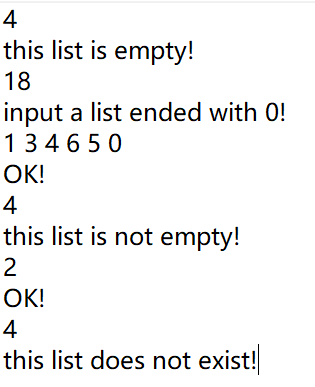 4
this list is empty!
18
input a list ended with 0!
1 3 4 6 5 0
OK!
4
this list is not empty!
2
OK!
4
this list does not exist!